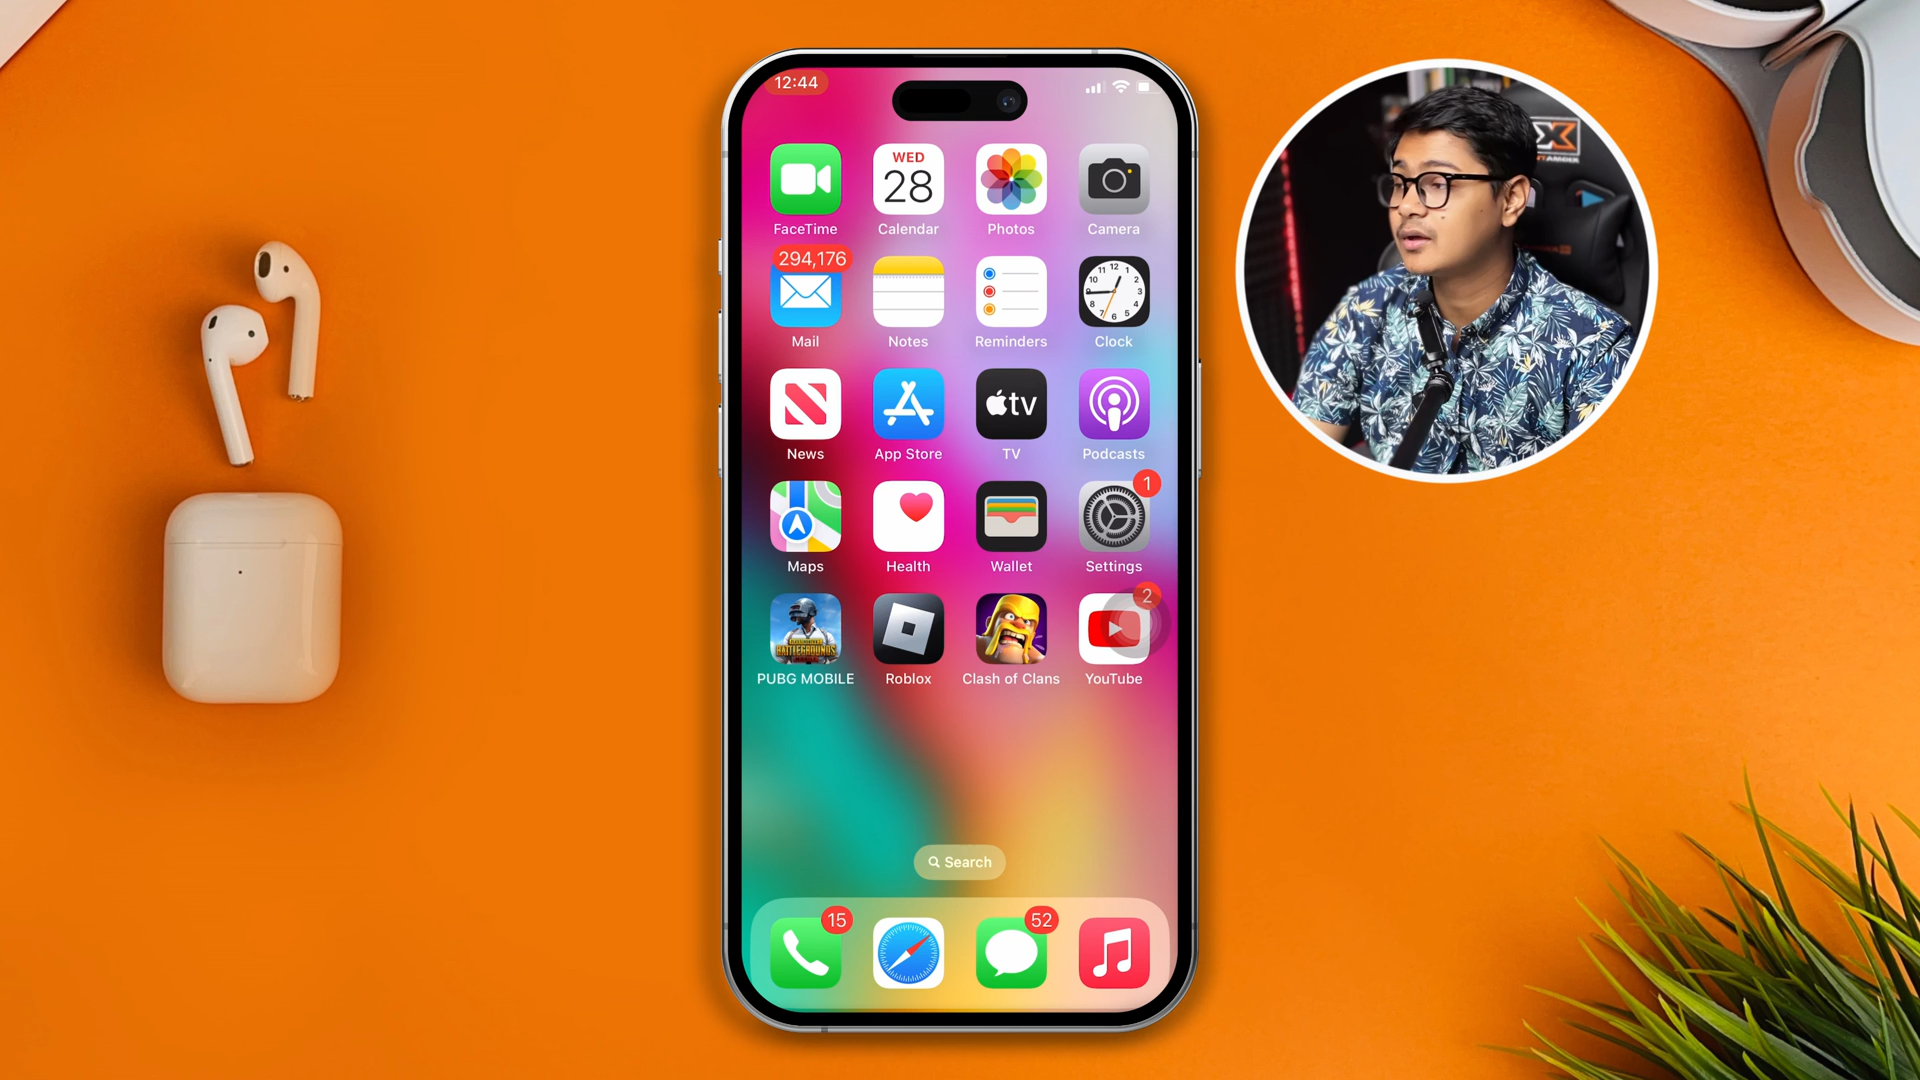 12:44
WED
28
FaceTime
Calendar
Photos
Camera
294,176
Mail
Notes
Reminders
Clock
tv
News
App Store
TV
Podcasts
1
Maps
Health
Wallet
Settings
2
BATTLEGROUNDS
PUBG MOBILE
Roblox
Clash of Clans
YouTube
Search
15
52